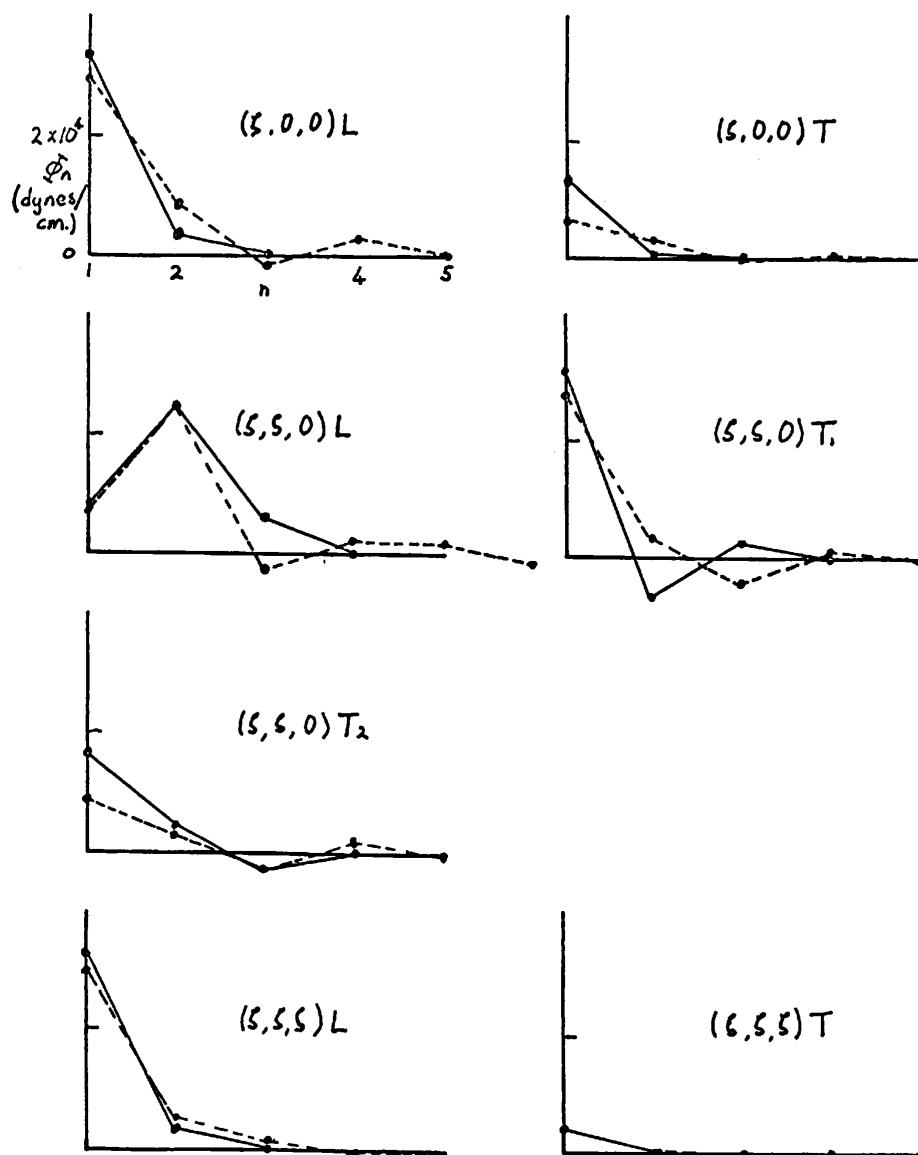 (ζ,0,0) L
(ζ,0,0) T
2×10⁴
Φn
(dynes/
cm.)
0
1 2 4 5
n
(ζ,ζ,0) L
(ζ,ζ,0) T₁
(ζ,ζ,0) T₂
(ζ,ζ,ζ) L
(ζ,ζ,ζ) T